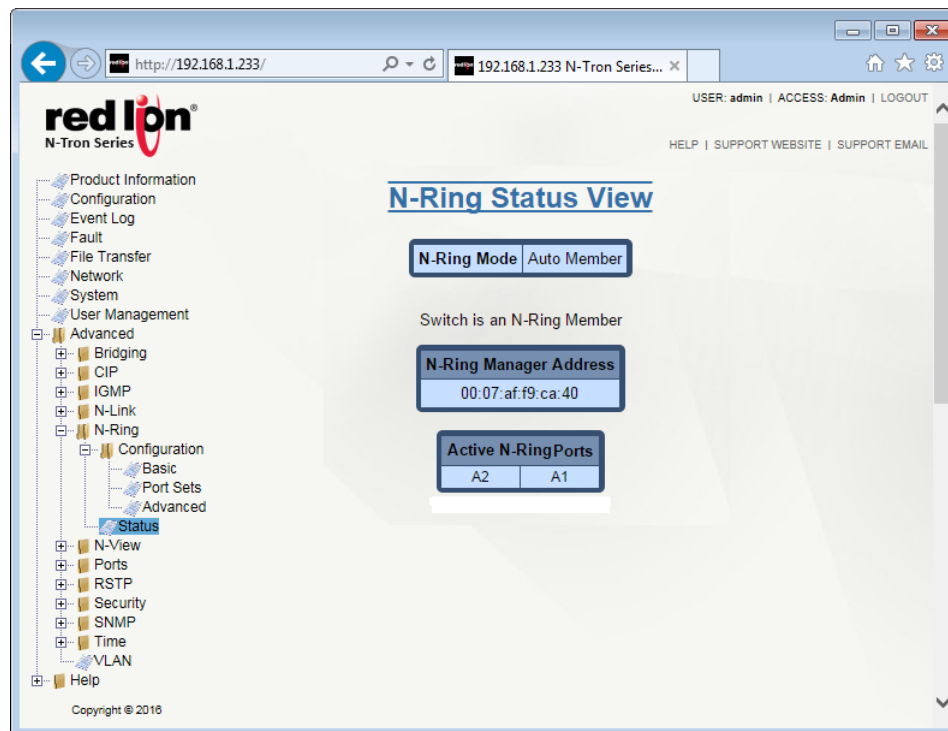 http://192.168.1.233/
192.168.1.233 N-Tron Series...
red lion®
N-Tron Series
USER: admin | ACCESS: Admin | LOGOUT
HELP | SUPPORT WEBSITE | SUPPORT EMAIL
Product Information
Configuration
Event Log
Fault
File Transfer
Network
System
User Management
Advanced
Bridging
CIP
IGMP
N-Link
N-Ring
Configuration
Basic
Port Sets
Advanced
Status
N-View
Ports
RSTP
Security
SNMP
Time
VLAN
Help
Copyright © 2016
N-Ring Status View
N-Ring Mode Auto Member
Switch is an N-Ring Member
N-Ring Manager Address
00:07:af:f9:ca:40
Active N-Ring Ports
A2 A1